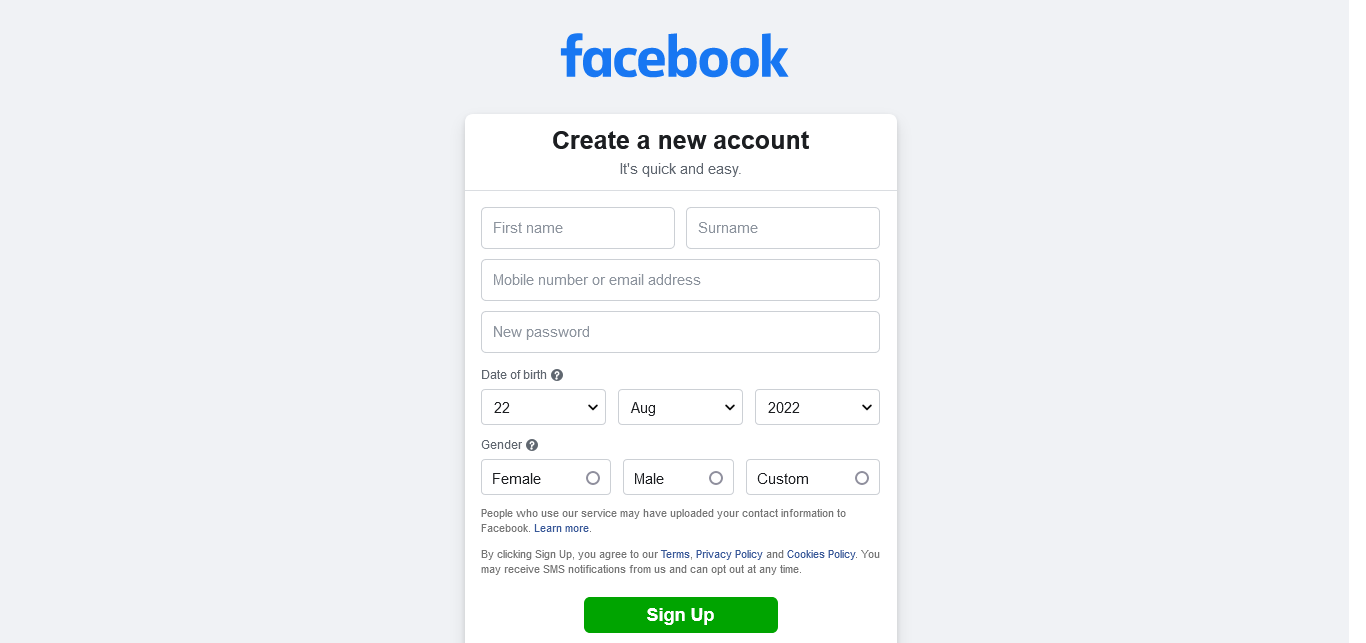 facebook
Create a new account
It's quick and easy.
First name Surname
Mobile number or email address
New password
Date of birth ?
22 Aug 2022
Gender ?
Female Male Custom
People who use our service may have uploaded your contact information to
Facebook. Learn more.
By clicking Sign Up, you agree to our Terms, Privacy Policy and Cookies Policy. You
may receive SMS notifications from us and can opt out at any time.
Sign Up